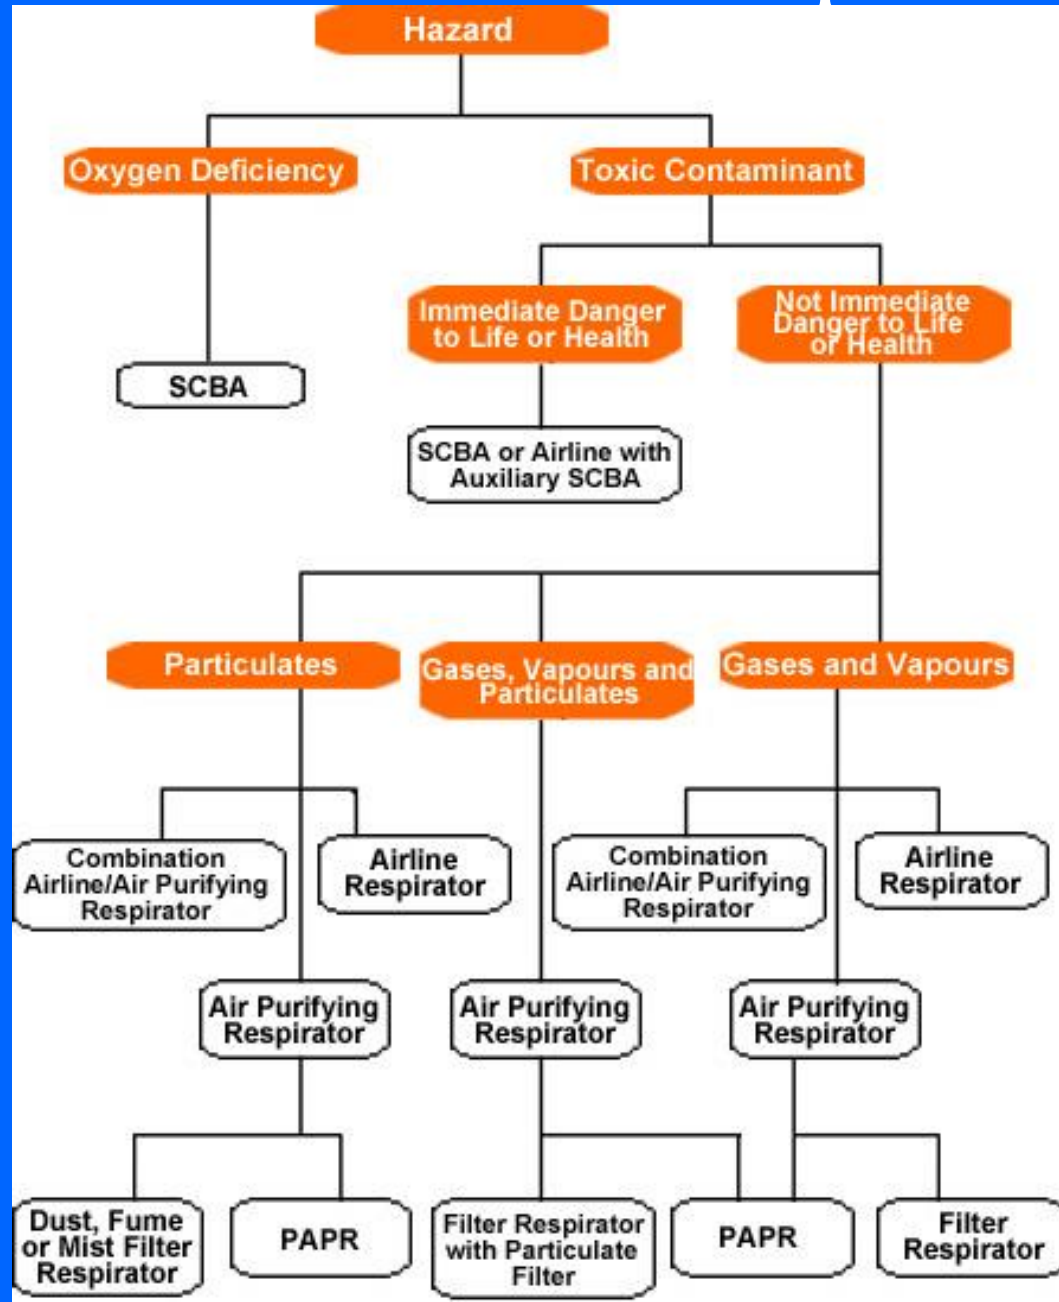 Hazard
Oxygen Deficiency
Toxic Contaminant
Immediate Danger
to Life or Health
Not Immediate
Danger to Life
or Health
SCBA
SCBA or Airline with
Auxiliary SCBA
Particulates
Gases, Vapours and
Particulates
Gases and Vapours
Combination
Airline/Air Purifying
Respirator
Airline
Respirator
Combination
Airline/Air Purifying
Respirator
Airline
Respirator
Air Purifying
Respirator
Air Purifying
Respirator
Air Purifying
Respirator
Dust, Fume
or Mist Filter
Respirator
PAPR
Filter Respirator
with Particulate
Filter
PAPR
Filter
Respirator